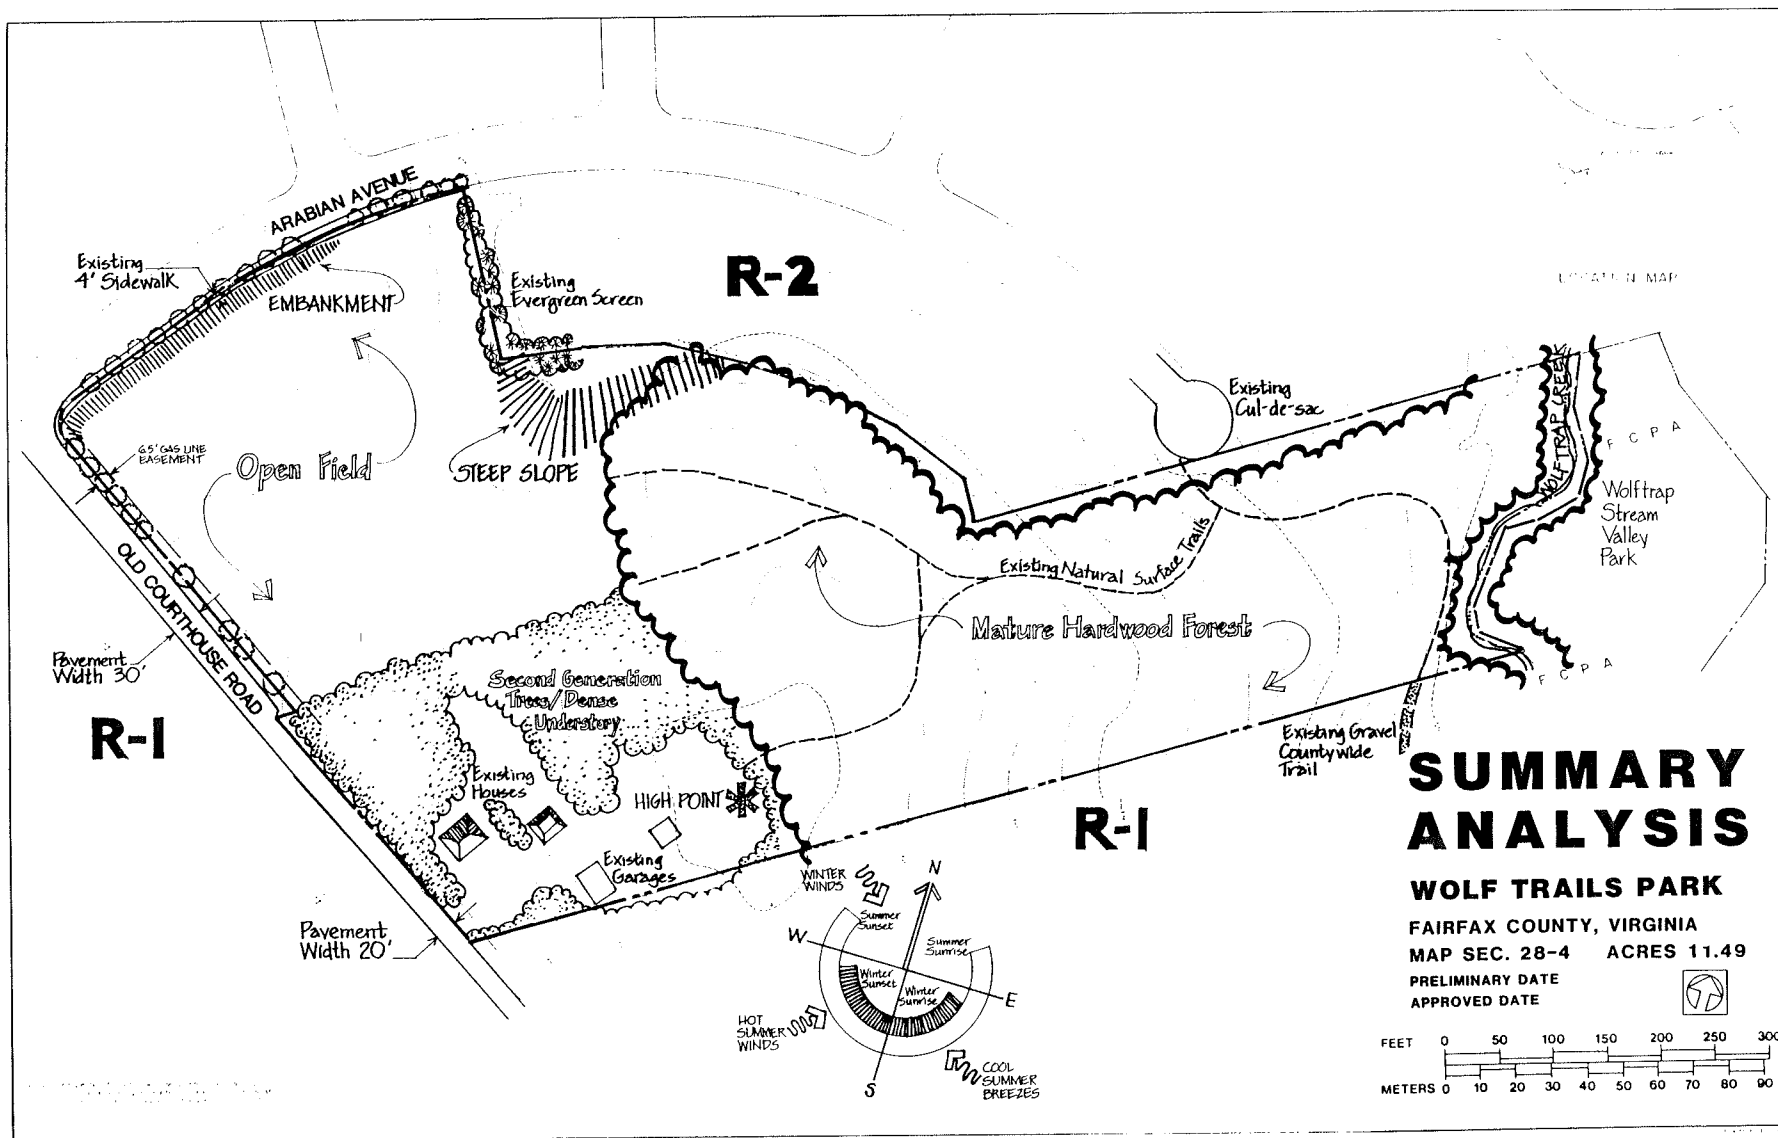 ARABIAN AVENUE
Existing
4' Sidewalk
EMBANKMENT
Existing
Evergreen Screen
R-2
LOCATION MAP
Existing
Cul-de-sac
WOLFTRAP CREEK
F C P A
Wolftrap
Stream
Valley
Park
65' GAS LINE
EASEMENT
Open Field
STEEP SLOPE
OLD COURTHOUSE ROAD
Existing Natural Surface Trails
Mature Hardwood Forest
Pavement
Width 30'
R-1
Second Generation
Trees/Dense
Understory
F C P A
Existing
Houses
HIGH POINT
Existing
Garages
Existing Gravel
Countywide
Trail
R-1
Pavement
Width 20'
WINTER
WINDS
N
Summer
Sunset
W
Summer
Sunrise
Winter
Sunset
Winter
Sunrise
E
HOT
SUMMER
WINDS
S
COOL
SUMMER
BREEZES
SUMMARY
ANALYSIS
WOLF TRAILS PARK
FAIRFAX COUNTY, VIRGINIA
MAP SEC. 28-4 ACRES 11.49
PRELIMINARY DATE
APPROVED DATE
FEET 0 50 100 150 200 250 300
METERS 0 10 20 30 40 50 60 70 80 90